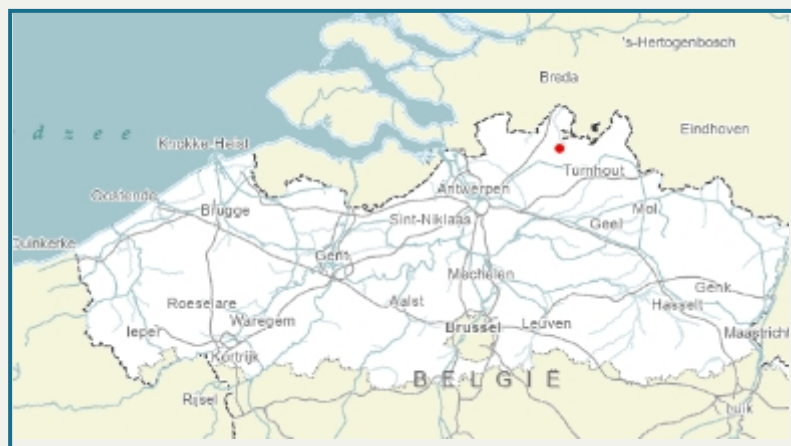 's-Hertogenbosch
Breda
Eindhoven
dzee
Knokke-Heist
Turnhout
Oostende
Antwerpen
Brugge
Sint-Niklaas
Geel
Mol
Duinkerke
Gent
Mechelen
Genk
Roeselare
Aalst
Hasselt
Ieper
Waregem
Brussel
Leuven
Maastricht
Kortrijk
BELGIË
Rijsel
Luik